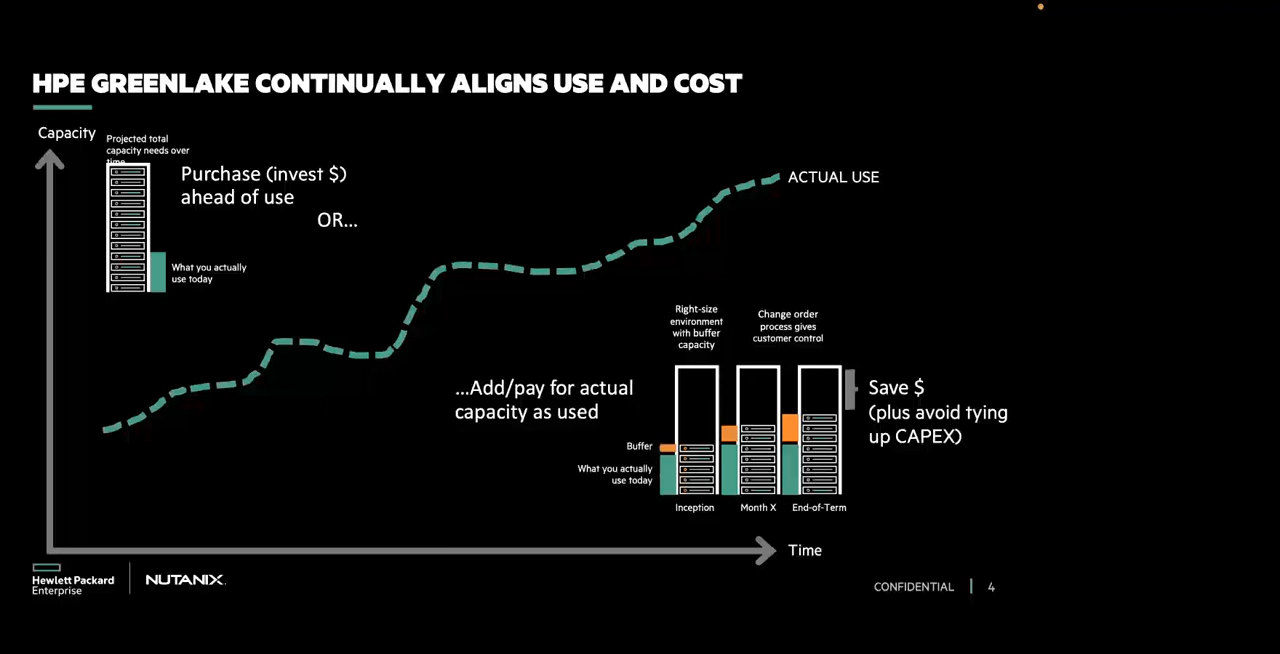 HPE GREENLAKE CONTINUALLY ALIGNS USE AND COST
Capacity
Projected total
capacity needs over
time
Purchase (invest $)
ahead of use
OR...
What you actually
use today
ACTUAL USE
Right-size
environment
with buffer
capacity
Change order
process gives
customer control
...Add/pay for actual
capacity as used
Save $
(plus avoid tying
up CAPEX)
Buffer
What you actually
use today
Inception
Month X
End-of-Term
Time
Hewlett Packard
Enterprise
NUTANIX.
CONFIDENTIAL
4